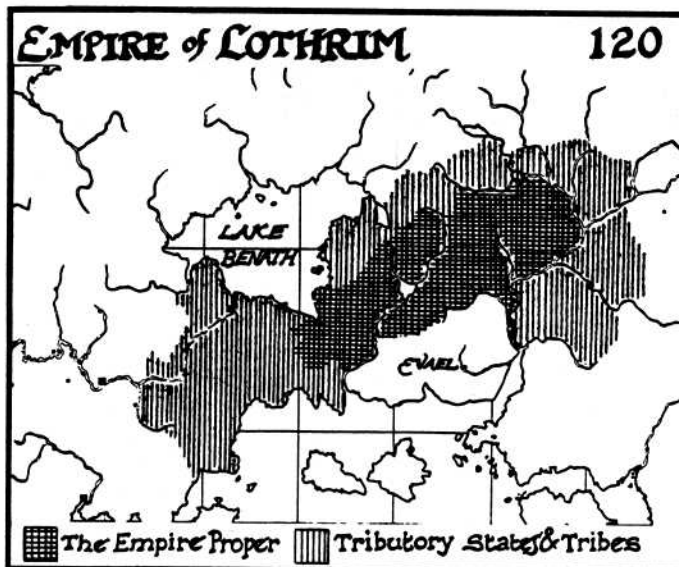 EMPIRE of LOTHRIM 120
LAKE
BENATH
EVAEL
The Empire Proper Tributory States & Tribes